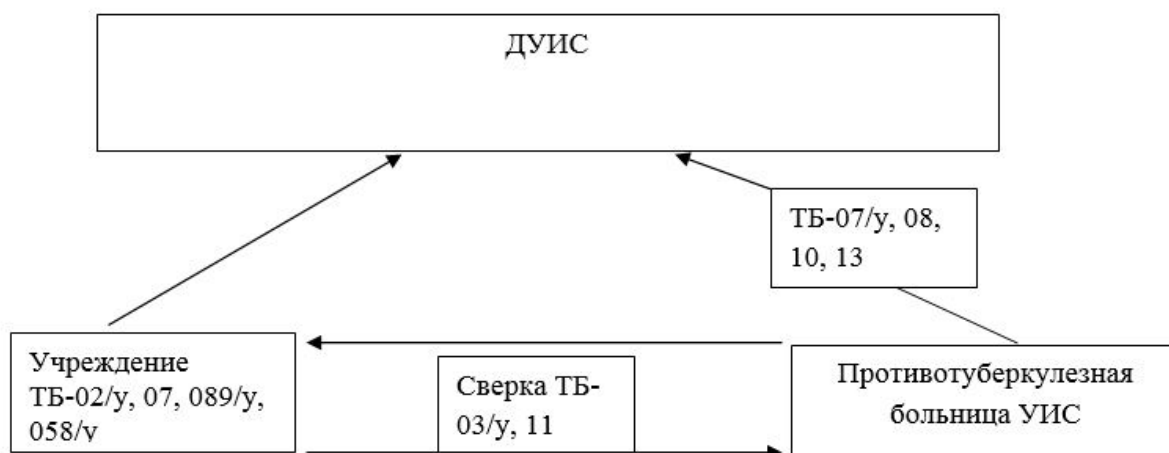 ДУИС
ТБ-07/у, 08,
10, 13
Учреждение
ТБ-02/у, 07, 089/у,
058/у
Сверка ТБ-
03/у, 11
Противотуберкулезная
больница УИС